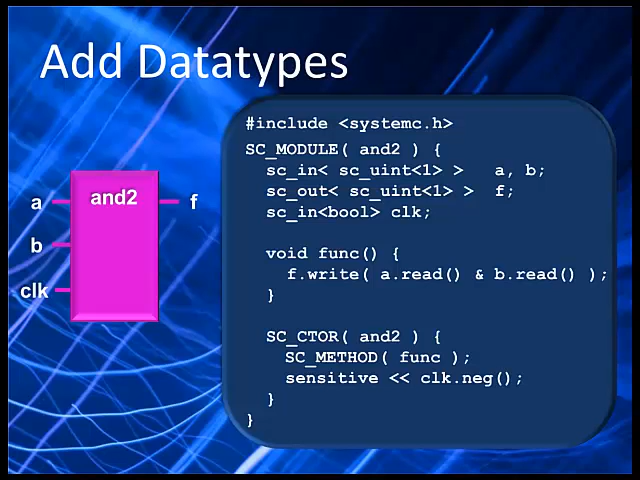 Add Datatypes
and2
a
b
clk
f
#include <systemc.h>
SC_MODULE( and2 ) {
sc_in< sc_uint<1> > a, b;
sc_out< sc_uint<1> > f;
sc_in<bool> clk;
void func() {
f.write( a.read() & b.read() );
}
SC_CTOR( and2 ) {
SC_METHOD( func );
sensitive << clk.neg();
}
}